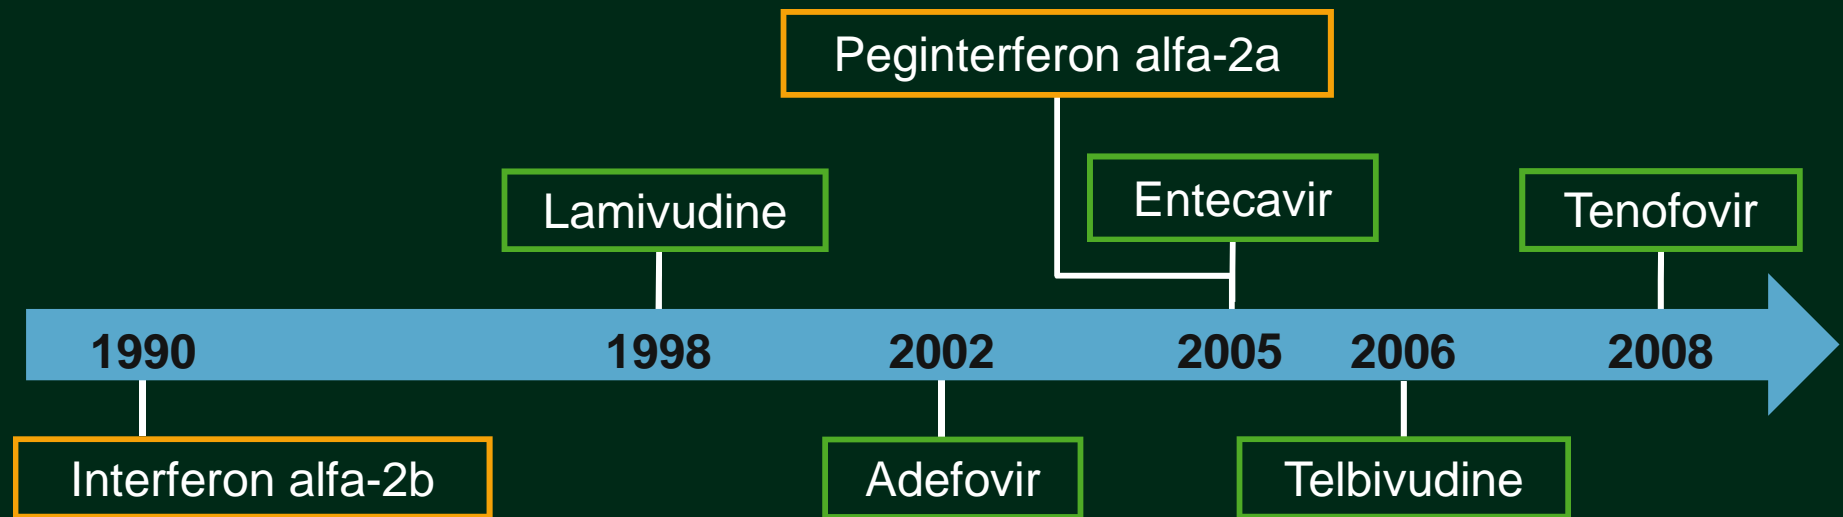 Peginterferon alfa-2a
Lamivudine
Entecavir
Tenofovir
1990
1998
2002
2005
2006
2008
Interferon alfa-2b
Adefovir
Telbivudine